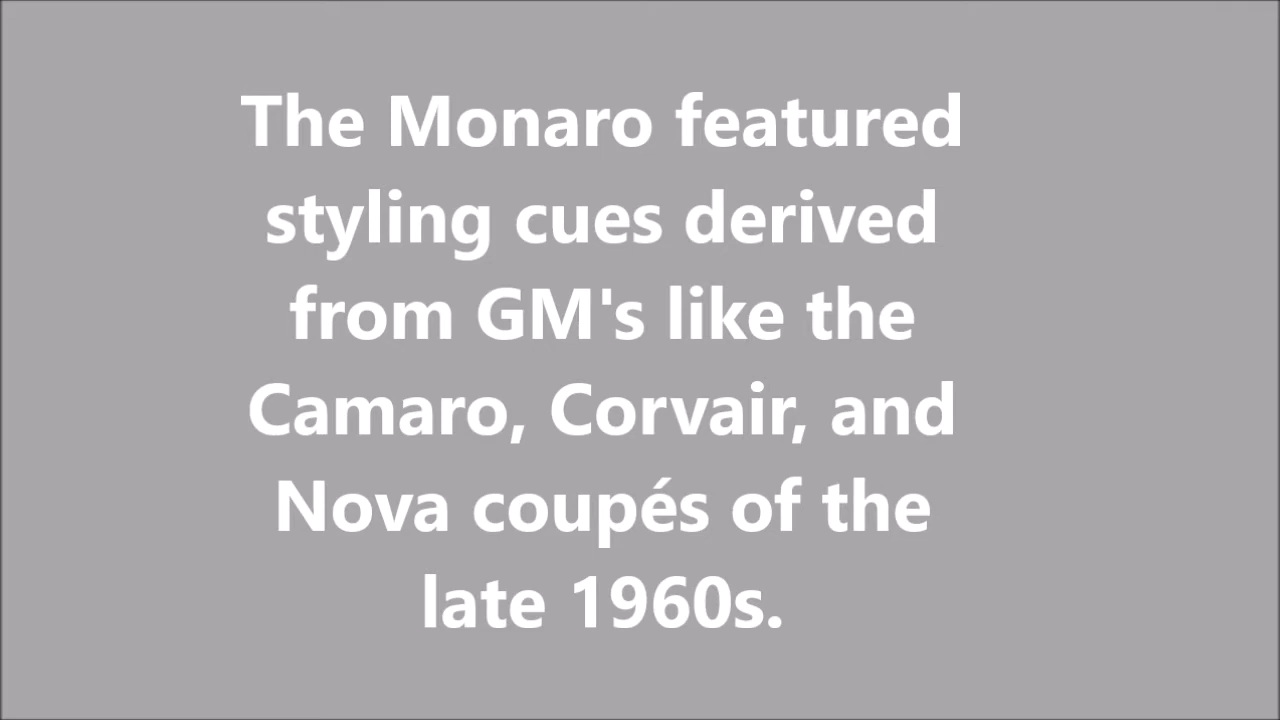 The Monaro featured
styling cues derived
from GM's like the
Camaro, Corvair, and
Nova coupés of the
late 1960s.